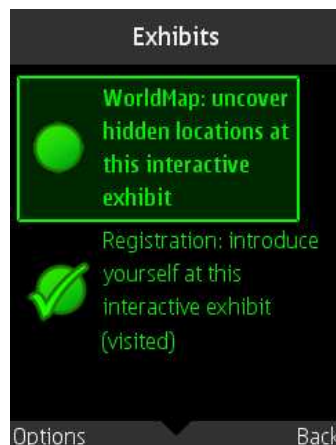 Exhibits
WorldMap: uncover
hidden locations at
this interactive
exhibit
Registration: introduce
yourself at this
interactive exhibit
(visited)
Options Back